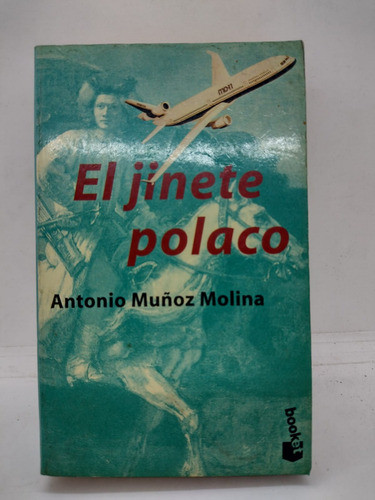 El jinete
polaco
Antonio Muñoz Molina
booket